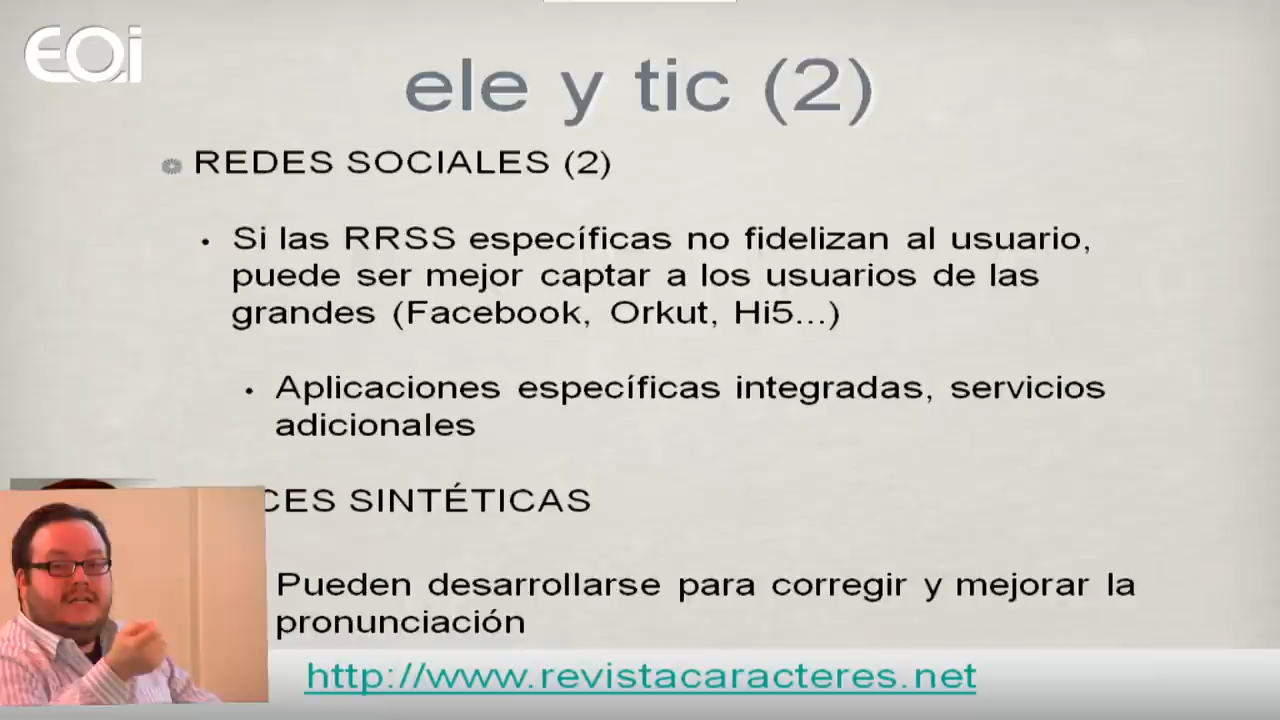 EOi
ele y tic (2)
REDES SOCIALES (2)
Si las RRSS específicas no fidelizan al usuario,
puede ser mejor captar a los usuarios de las
grandes (Facebook, Orkut, Hi5...)
Aplicaciones específicas integradas, servicios
adicionales
CES SINTÉTICAS
Pueden desarrollarse para corregir y mejorar la
pronunciación
http://www.revistacaracteres.net